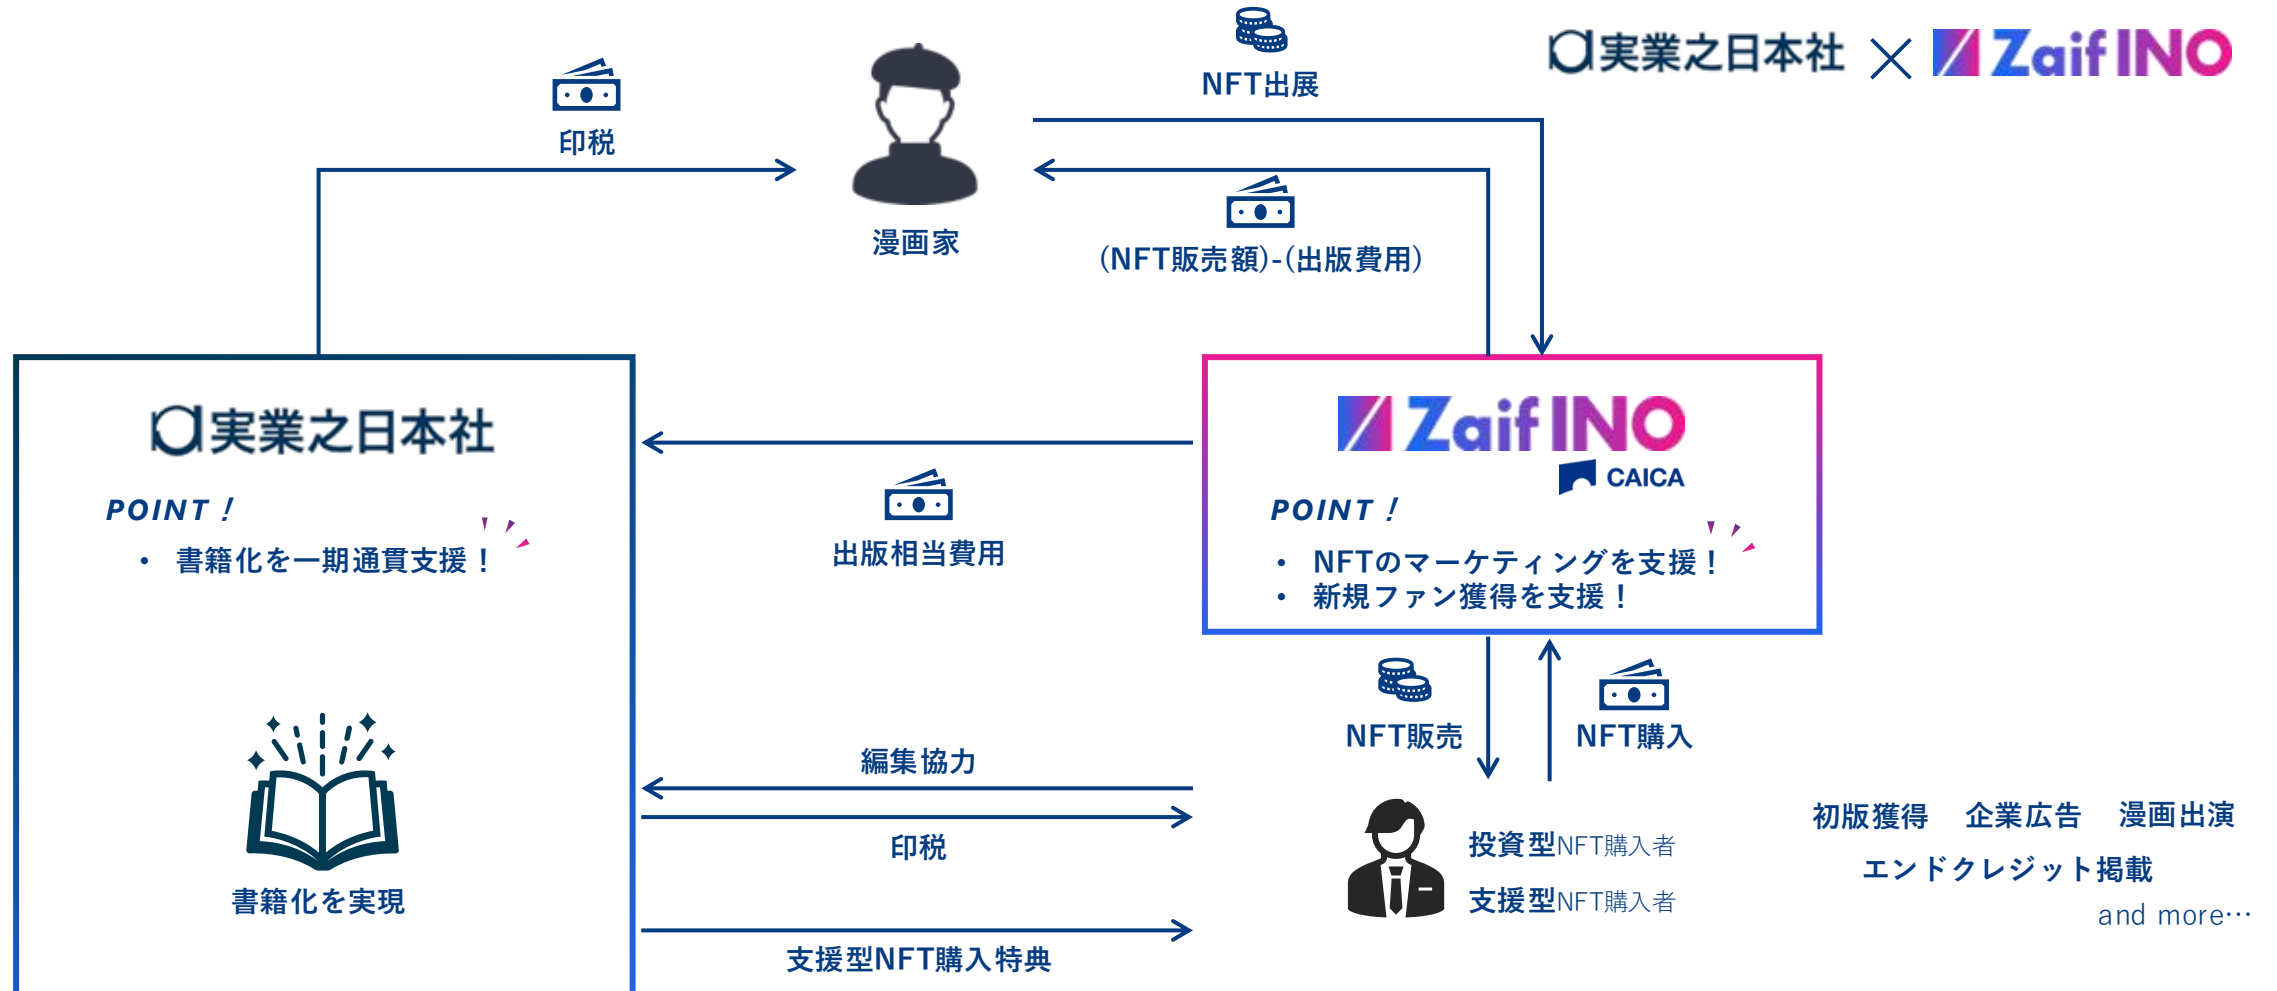 実業之日本社 × Zaif INO
NFT出展
印税
漫画家
(NFT販売額)-(出版費用)
実業之日本社
POINT！
• 書籍化を一期通貫支援！
書籍化を実現
出版相当費用
Zaif INO
CAICA
POINT！
• NFTのマーケティングを支援！
• 新規ファン獲得を支援！
NFT販売
NFT購入
編集協力
印税
支援型NFT購入特典
投資型NFT購入者
支援型NFT購入者
初版獲得 企業広告 漫画出演
エンドクレジット掲載
and more…